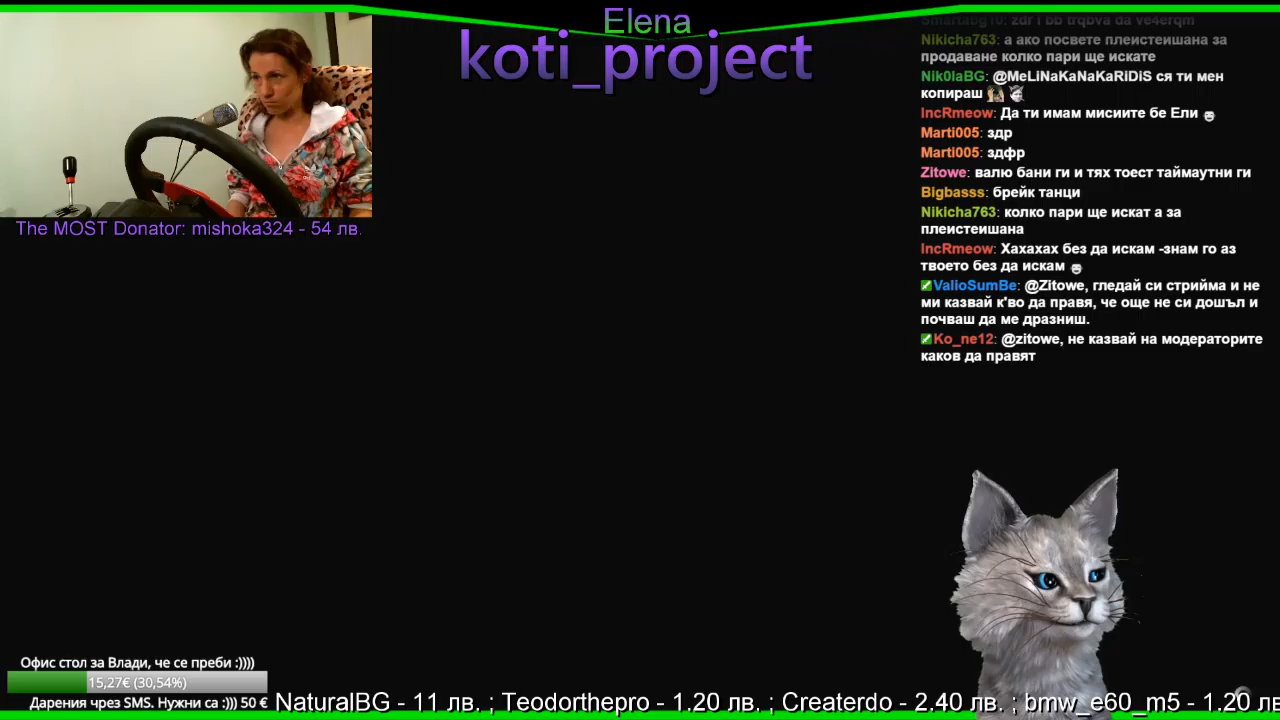 Elena
koti_project
The MOST Donator: mishoka324 - 54 лв.
Smartabg10: zdr i bb trqbva da ve4erqm
Nikicha763: а ако посвете плеистеишана за
продаване колко пари ще искате
Nik0laBG: @MeLiNaKaNaKaRiDiS ся ти мен
копираш
IncRmeow: Да ти имам мисиите бе Ели
Marti005: здр
Marti005: здфр
Zitowe: валю бани ги и тях тоест таймаутни ги
Bigbasss: брейк танци
Nikicha763: колко пари ще искат а за
плеистеишана
IncRmeow: Хахахах без да искам -знам го аз
твоето без да искам
ValioSumBe: @Zitowe, гледай си стрийма и не
ми казвай к'во да правя, че още не си дошъл и
почваш да ме дразниш.
Ko_ne12: @zitowe, не казвай на модераторите
каков да правят
Офис стол за Влади, че се преби :))))
15,27€ (30,54%)
Дарения чрез SMS. Нужни са :))) 50 €
NaturalBG - 11 лв. ; Teodorthepro - 1.20 лв. ; Createrdo - 2.40 лв. ; bmw_e60_m5 - 1.20 лв